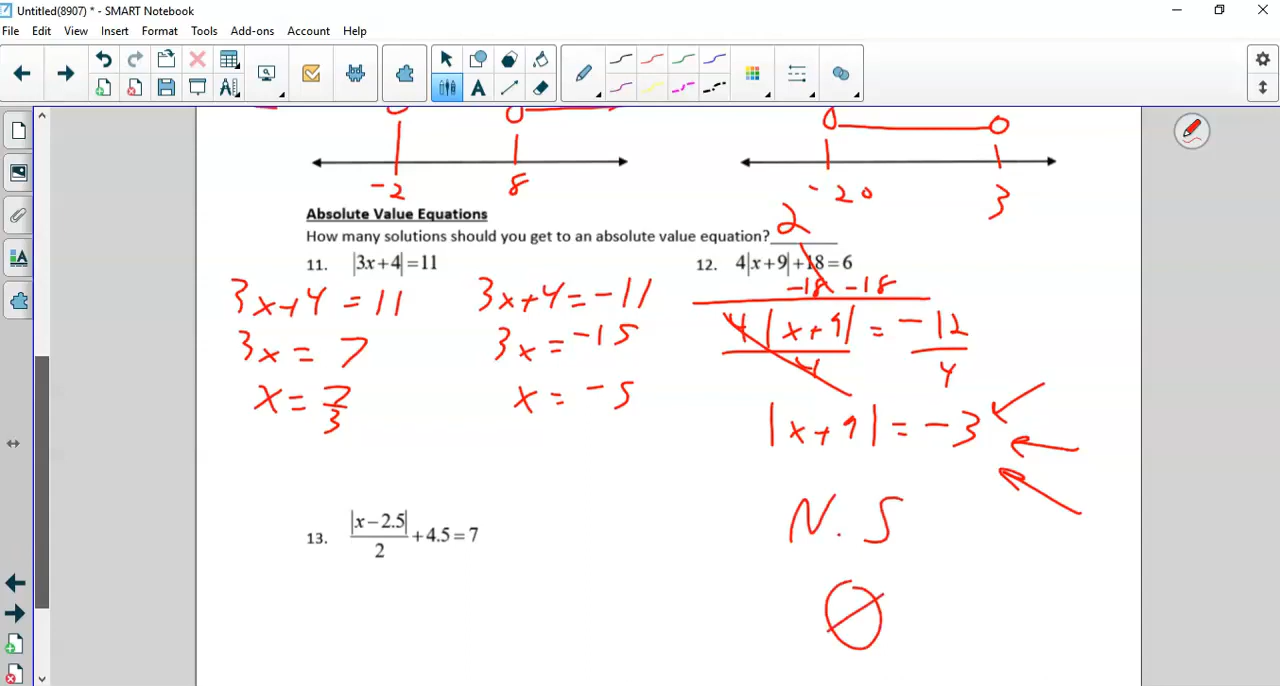 Untitled(8907) * - SMART Notebook
File Edit View Insert Format Tools Add-ons Account Help
-2 8 -20 3
Absolute Value Equations
How many solutions should you get to an absolute value equation?________ 2
11. |3x+4|=11
3x+4 = 11
3x = 7
x = 7/3
3x+4 = -11
3x = -15
x = -5
12. 4|x+9|+18=6
-18 -18
4|x+9| = -12
4 4
|x+9| = -3
N.S
∅
13. |x-2.5|/2 +4.5=7